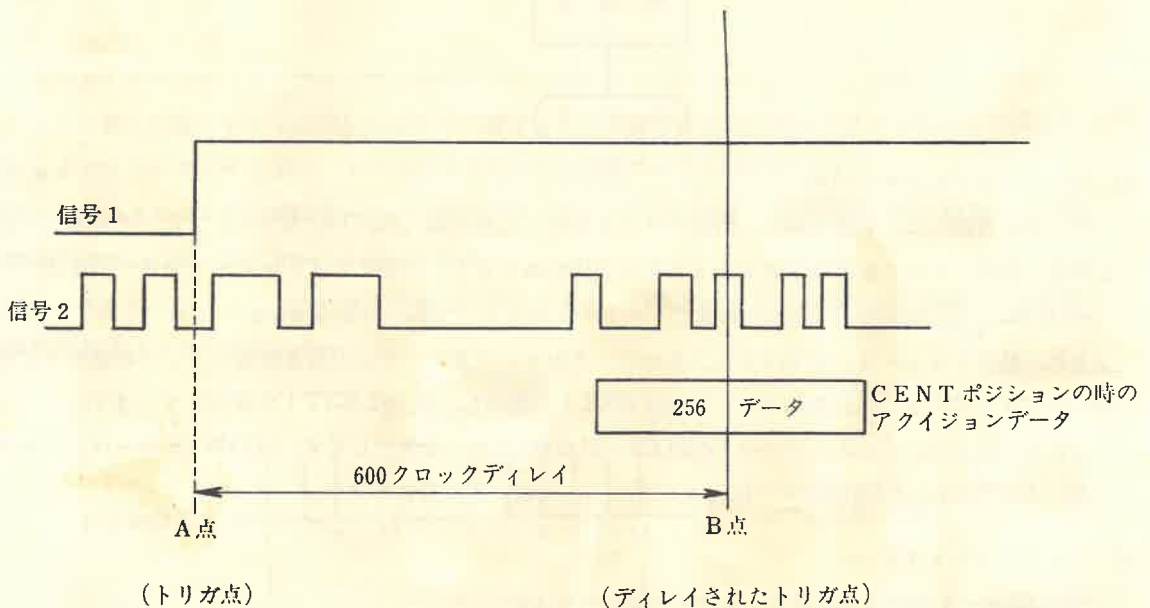 信号1
信号2
256 データ
CENTポジションの時の
アクイジョンデータ
600クロックディレイ
A点
B点
(トリガ点)
(ディレイされたトリガ点)